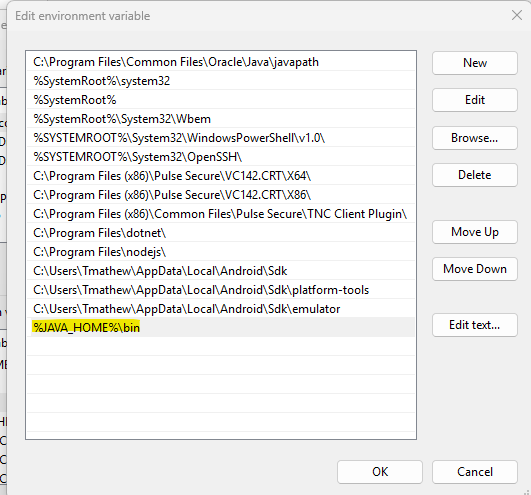 Edit environment variable
C:\Program Files\Common Files\Oracle\Java\javapath
%SystemRoot%\system32
%SystemRoot%
%SystemRoot%\System32\Wbem
%SYSTEMROOT%\System32\WindowsPowerShell\v1.0\
%SYSTEMROOT%\System32\OpenSSH\
C:\Program Files (x86)\Pulse Secure\VC142.CRT\X64\
C:\Program Files (x86)\Pulse Secure\VC142.CRT\X86\
C:\Program Files (x86)\Common Files\Pulse Secure\TNC Client Plugin\
C:\Program Files\dotnet\
C:\Program Files\nodejs\
C:\Users\Tmathew\AppData\Local\Android\Sdk
C:\Users\Tmathew\AppData\Local\Android\Sdk\platform-tools
C:\Users\Tmathew\AppData\Local\Android\Sdk\emulator
%JAVA_HOME%\bin
New
Edit
Browse...
Delete
Move Up
Move Down
Edit text...
OK
Cancel